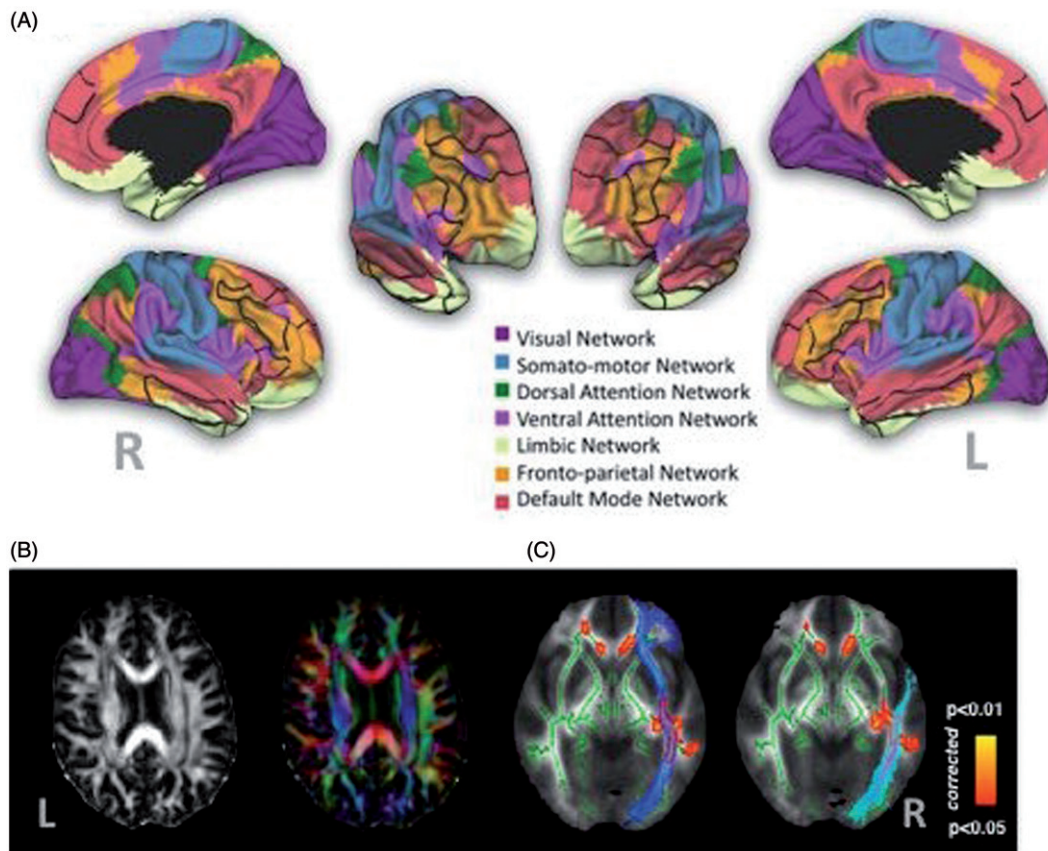 (A)
Visual Network
Somato-motor Network
Dorsal Attention Network
Ventral Attention Network
Limbic Network
Fronto-parietal Network
Default Mode Network
R
L
(B)
(C)
L
R
p<0.01
corrected
p<0.05